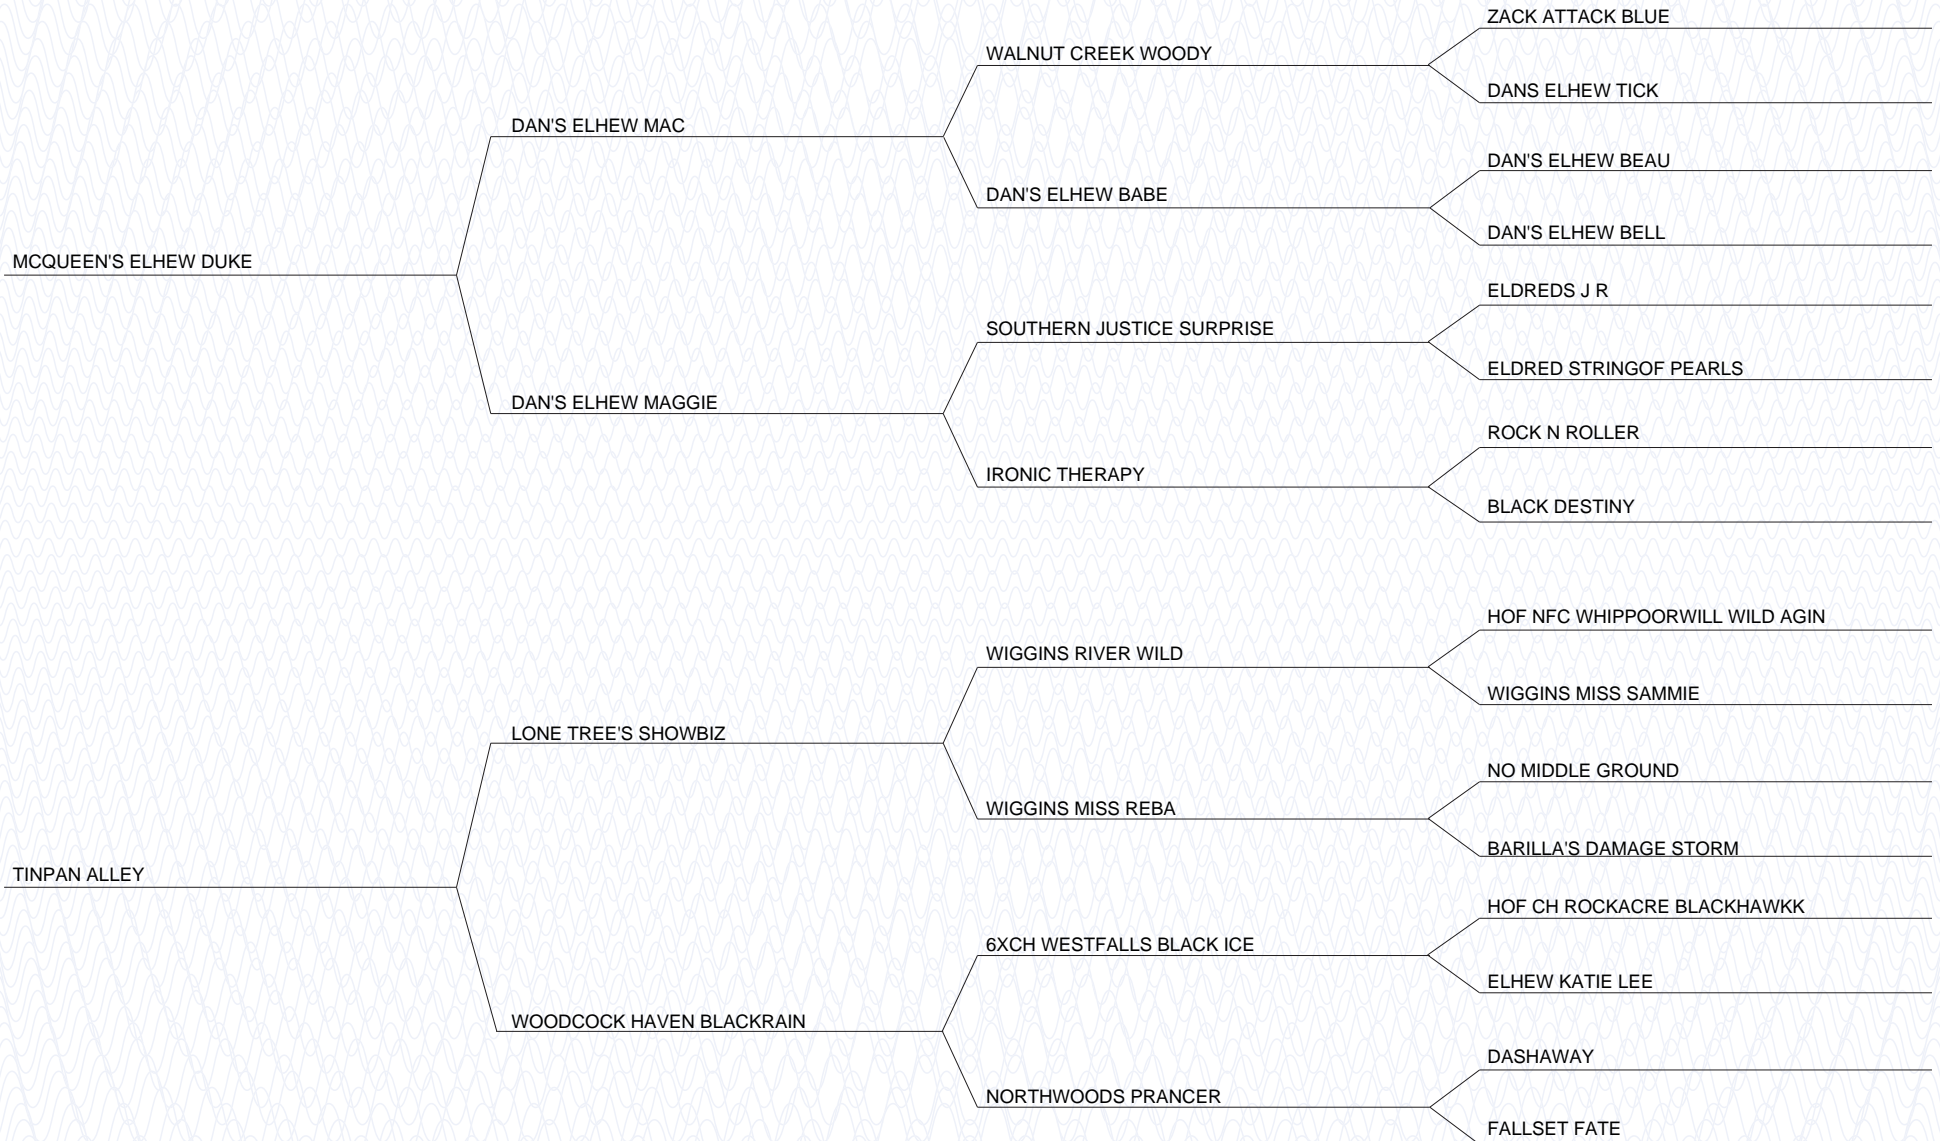 ZACK ATTACK BLUE
WALNUT CREEK WOODY
DANS ELHEW TICK
DAN'S ELHEW MAC
DAN'S ELHEW BEAU
DAN'S ELHEW BABE
DAN'S ELHEW BELL
MCQUEEN'S ELHEW DUKE
ELDREDS J R
SOUTHERN JUSTICE SURPRISE
ELDRED STRINGOF PEARLS
DAN'S ELHEW MAGGIE
ROCK N ROLLER
IRONIC THERAPY
BLACK DESTINY
HOF NFC WHIPPOORWILL WILD AGIN
WIGGINS RIVER WILD
WIGGINS MISS SAMMIE
LONE TREE'S SHOWBIZ
NO MIDDLE GROUND
WIGGINS MISS REBA
BARILLA'S DAMAGE STORM
TINPAN ALLEY
HOF CH ROCKACRE BLACKHAWKK
6XCH WESTFALLS BLACK ICE
ELHEW KATIE LEE
WOODCOCK HAVEN BLACKRAIN
DASHAWAY
NORTHWOODS PRANCER
FALLSET FATE